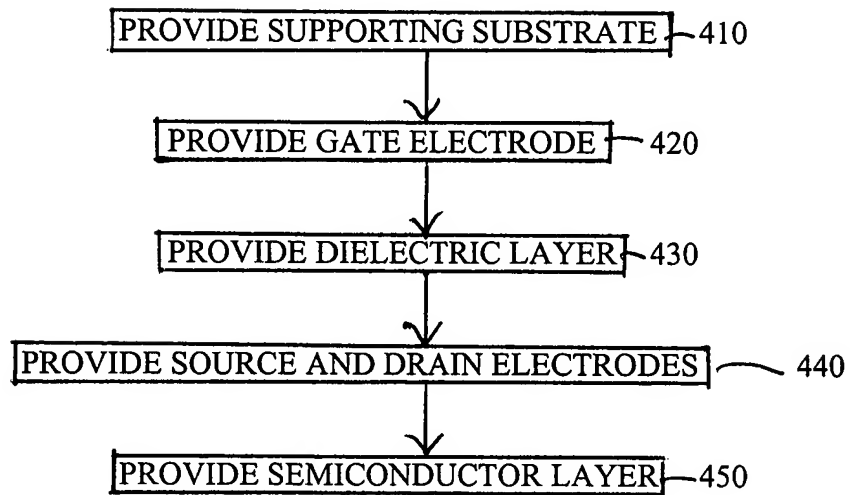 PROVIDE SUPPORTING SUBSTRATE 410
PROVIDE GATE ELECTRODE 420
PROVIDE DIELECTRIC LAYER 430
PROVIDE SOURCE AND DRAIN ELECTRODES 440
PROVIDE SEMICONDUCTOR LAYER 450